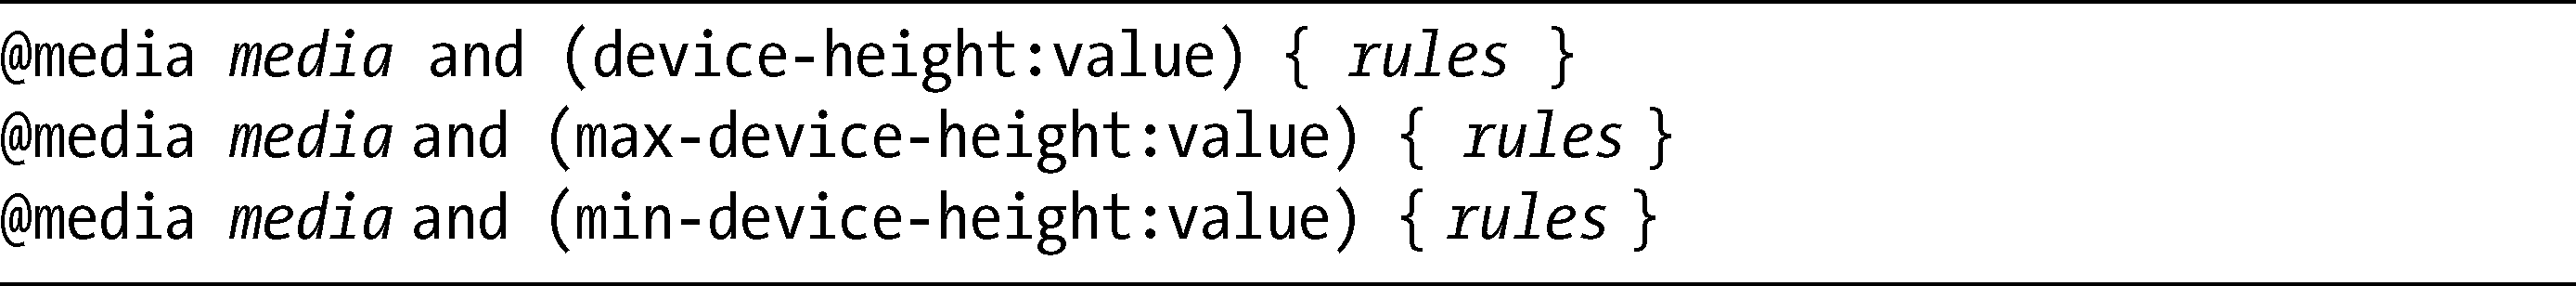 @media media and (device-height:value) { rules }
@media media and (max-device-height:value) { rules }
@media media and (min-device-height:value) { rules }